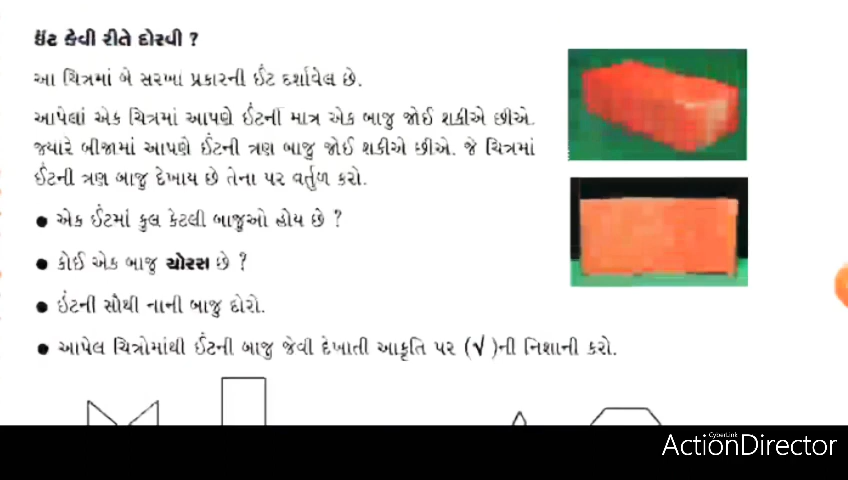 ઇંટ કેવી રીતે દોરવી ?
આ ચિત્રમાં બે સરખા પ્રકારની ઈંટ દર્શાવેલ છે.
આપેલાં એક ચિત્રમાં આપણે ઈંટની માત્ર એક બાજુ જોઈ શકીએ છીએ.
જ્યારે બીજામાં આપણે ઈંટની ત્રણ બાજુ જોઈ શકીએ છીએ. જે ચિત્રમાં
ઈંટની ત્રણ બાજુ દેખાય છે તેના પર વર્તુળ કરો.
● એક ઈંટમાં કુલ કેટલી બાજુઓ હોય છે ?
● કોઈ એક બાજુ ચોરસ છે ?
● ઇંટની સૌથી નાની બાજુ દોરો.
● આપેલ ચિત્રોમાંથી ઈંટની બાજુ જેવી દેખાતી આકૃતિ પર (√ )ની નિશાની કરો.
CyberLink
ActionDirector